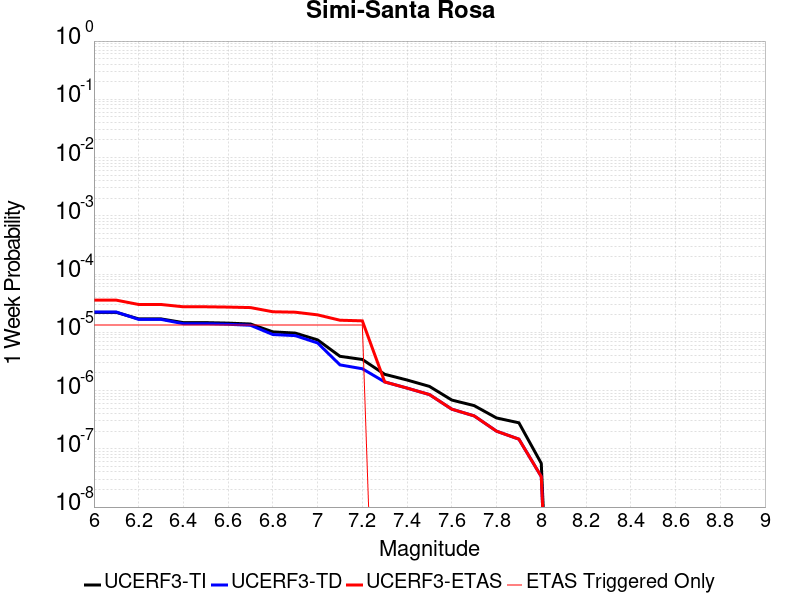 Simi-Santa Rosa
10^0
10^-1
10^-2
10^-3
10^-4
10^-5
10^-6
10^-7
10^-8
1 Week Probability
6 6.2 6.4 6.6 6.8 7 7.2 7.4 7.6 7.8 8 8.2 8.4 8.6 8.8 9
Magnitude
UCERF3-TI UCERF3-TD UCERF3-ETAS ETAS Triggered Only